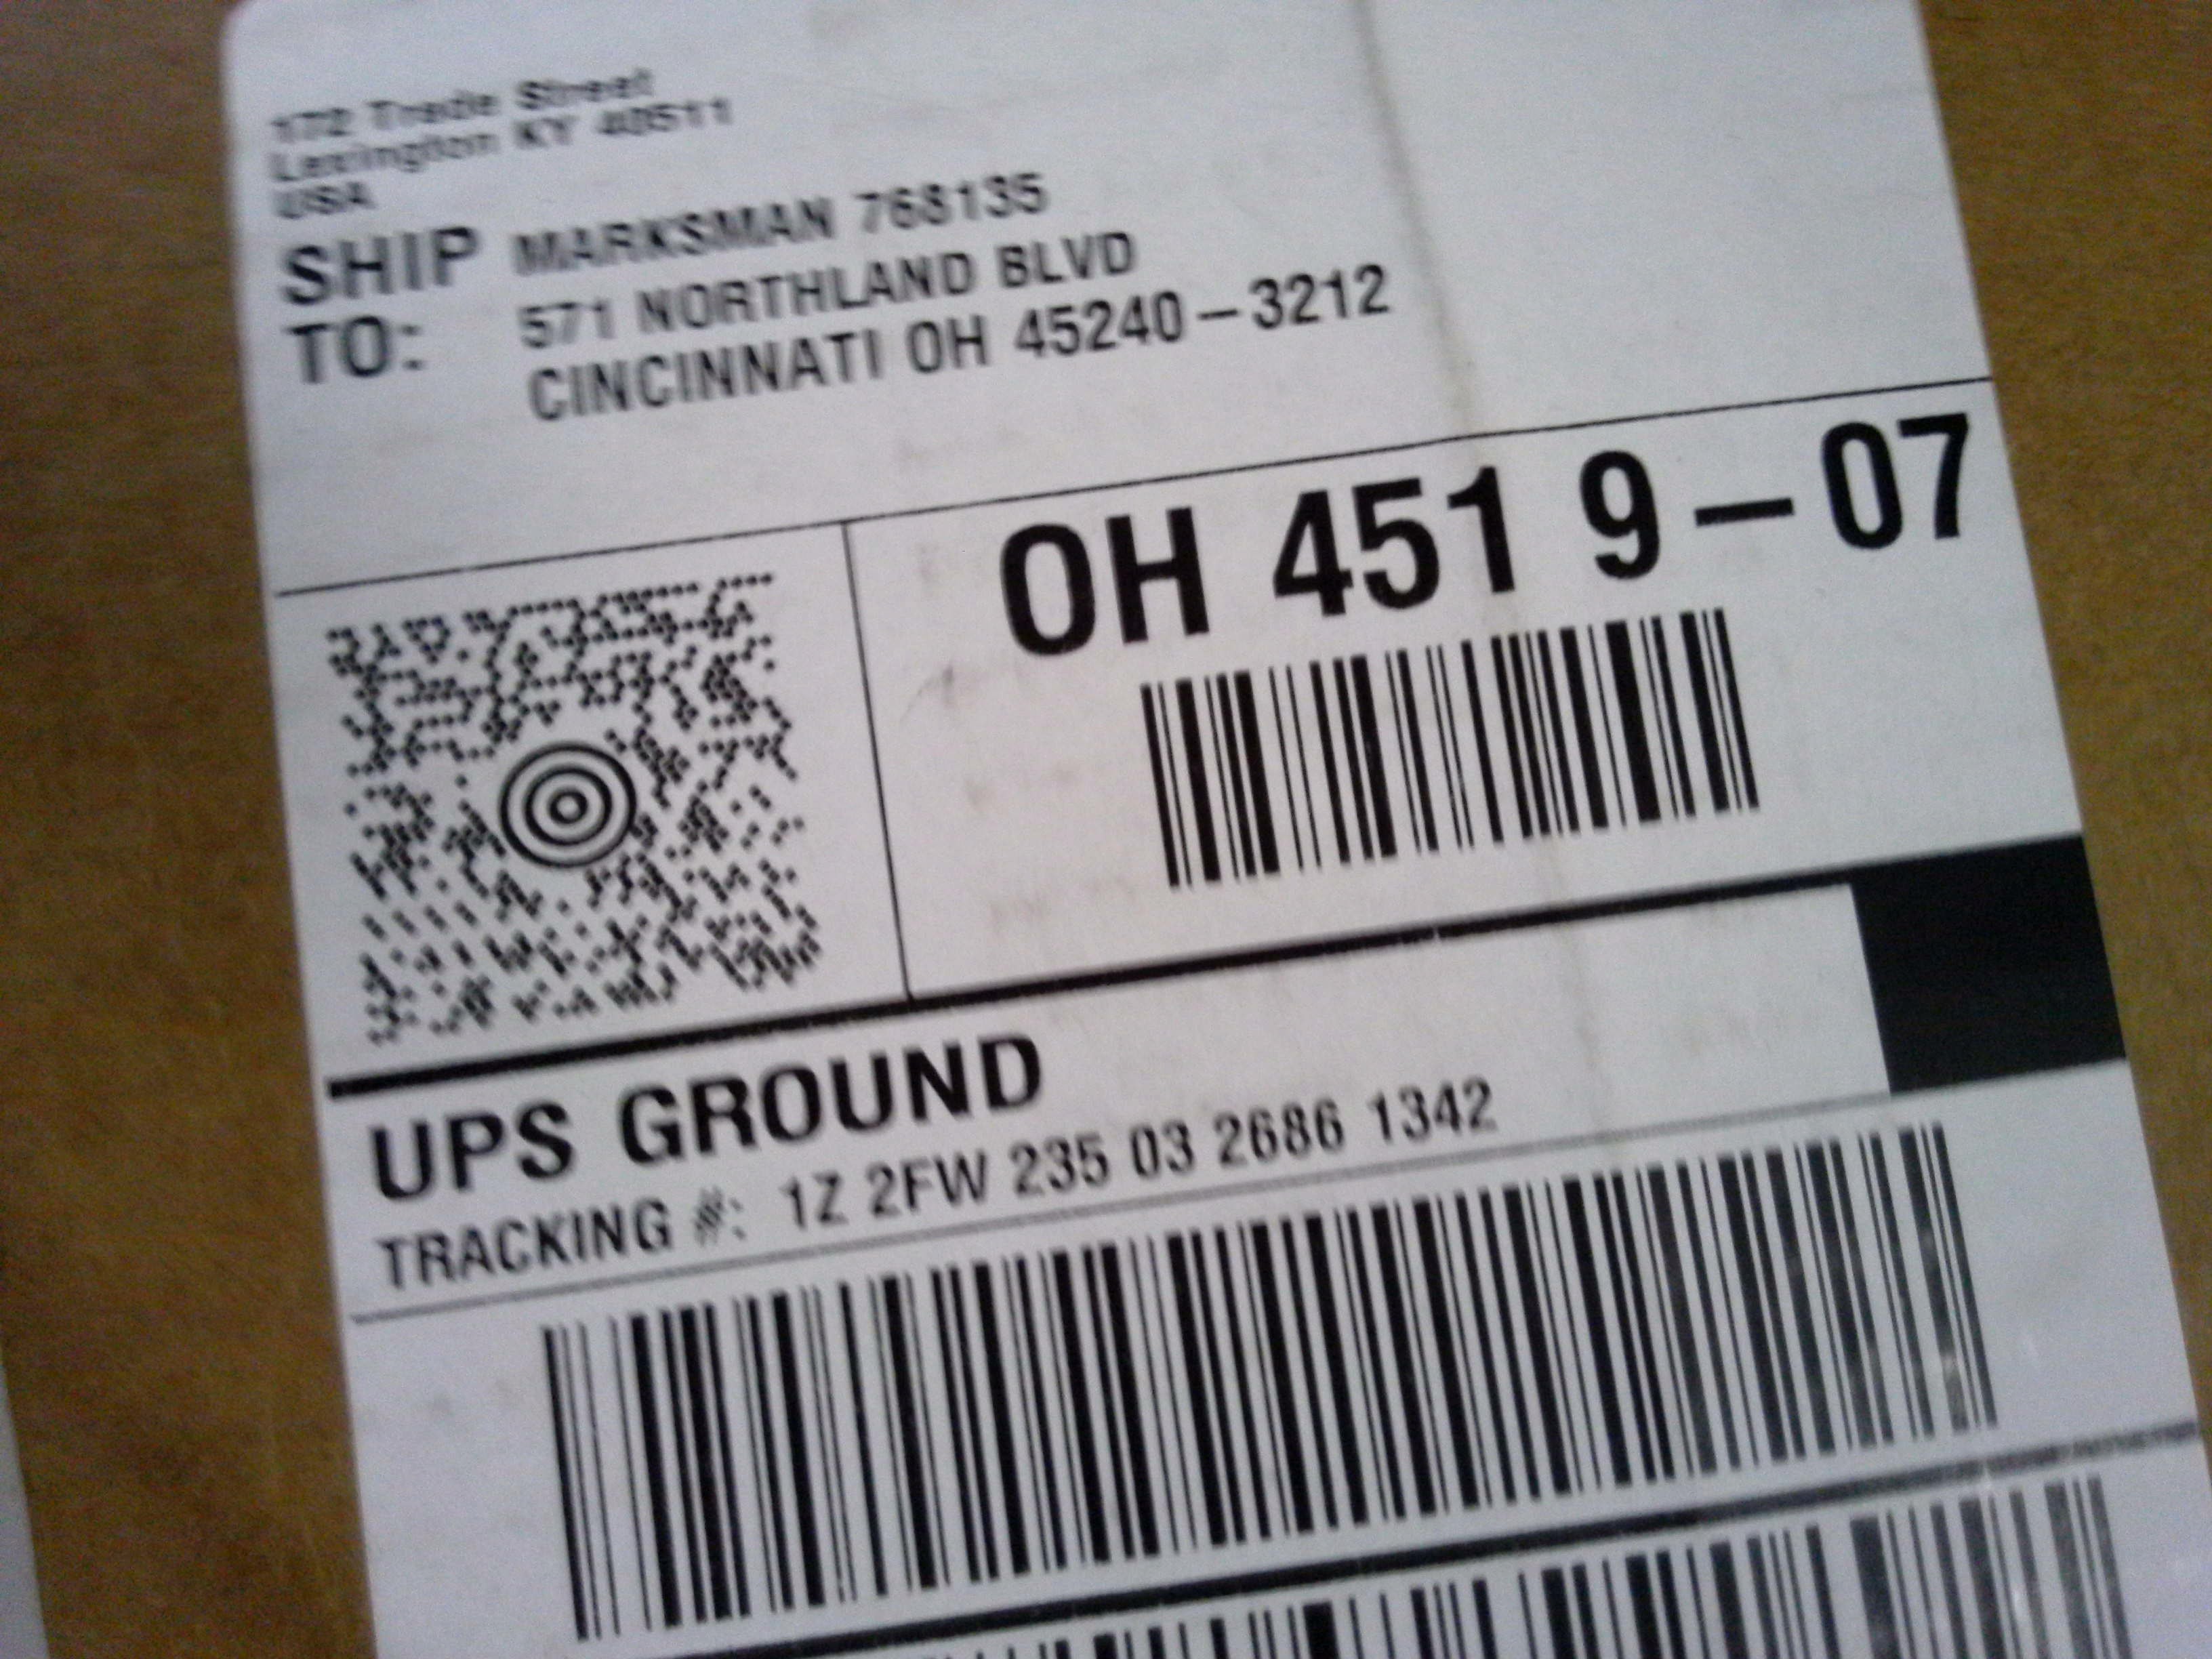 172 Trade Street
Lexington KY 40511
USA
SHIP TO: MARKSMAN 768135
571 NORTHLAND BLVD
CINCINNATI OH 45240-3212
OH 451 9-07
UPS GROUND
TRACKING #: 1Z 2FW 235 03 2686 1342